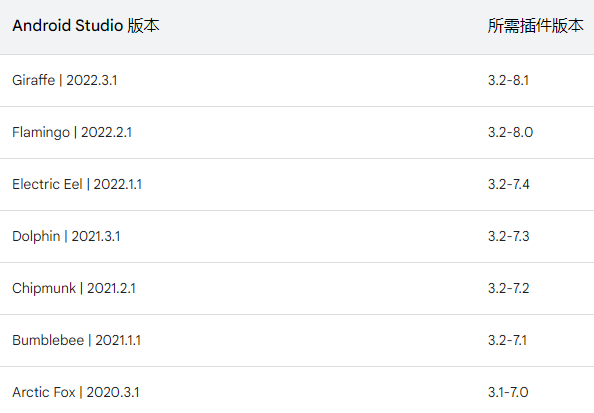 Android Studio 版本 所需插件版本
Giraffe | 2022.3.1 3.2-8.1
Flamingo | 2022.2.1 3.2-8.0
Electric Eel | 2022.1.1 3.2-7.4
Dolphin | 2021.3.1 3.2-7.3
Chipmunk | 2021.2.1 3.2-7.2
Bumblebee | 2021.1.1 3.2-7.1
Arctic Fox | 2020.3.1 3.1-7.0